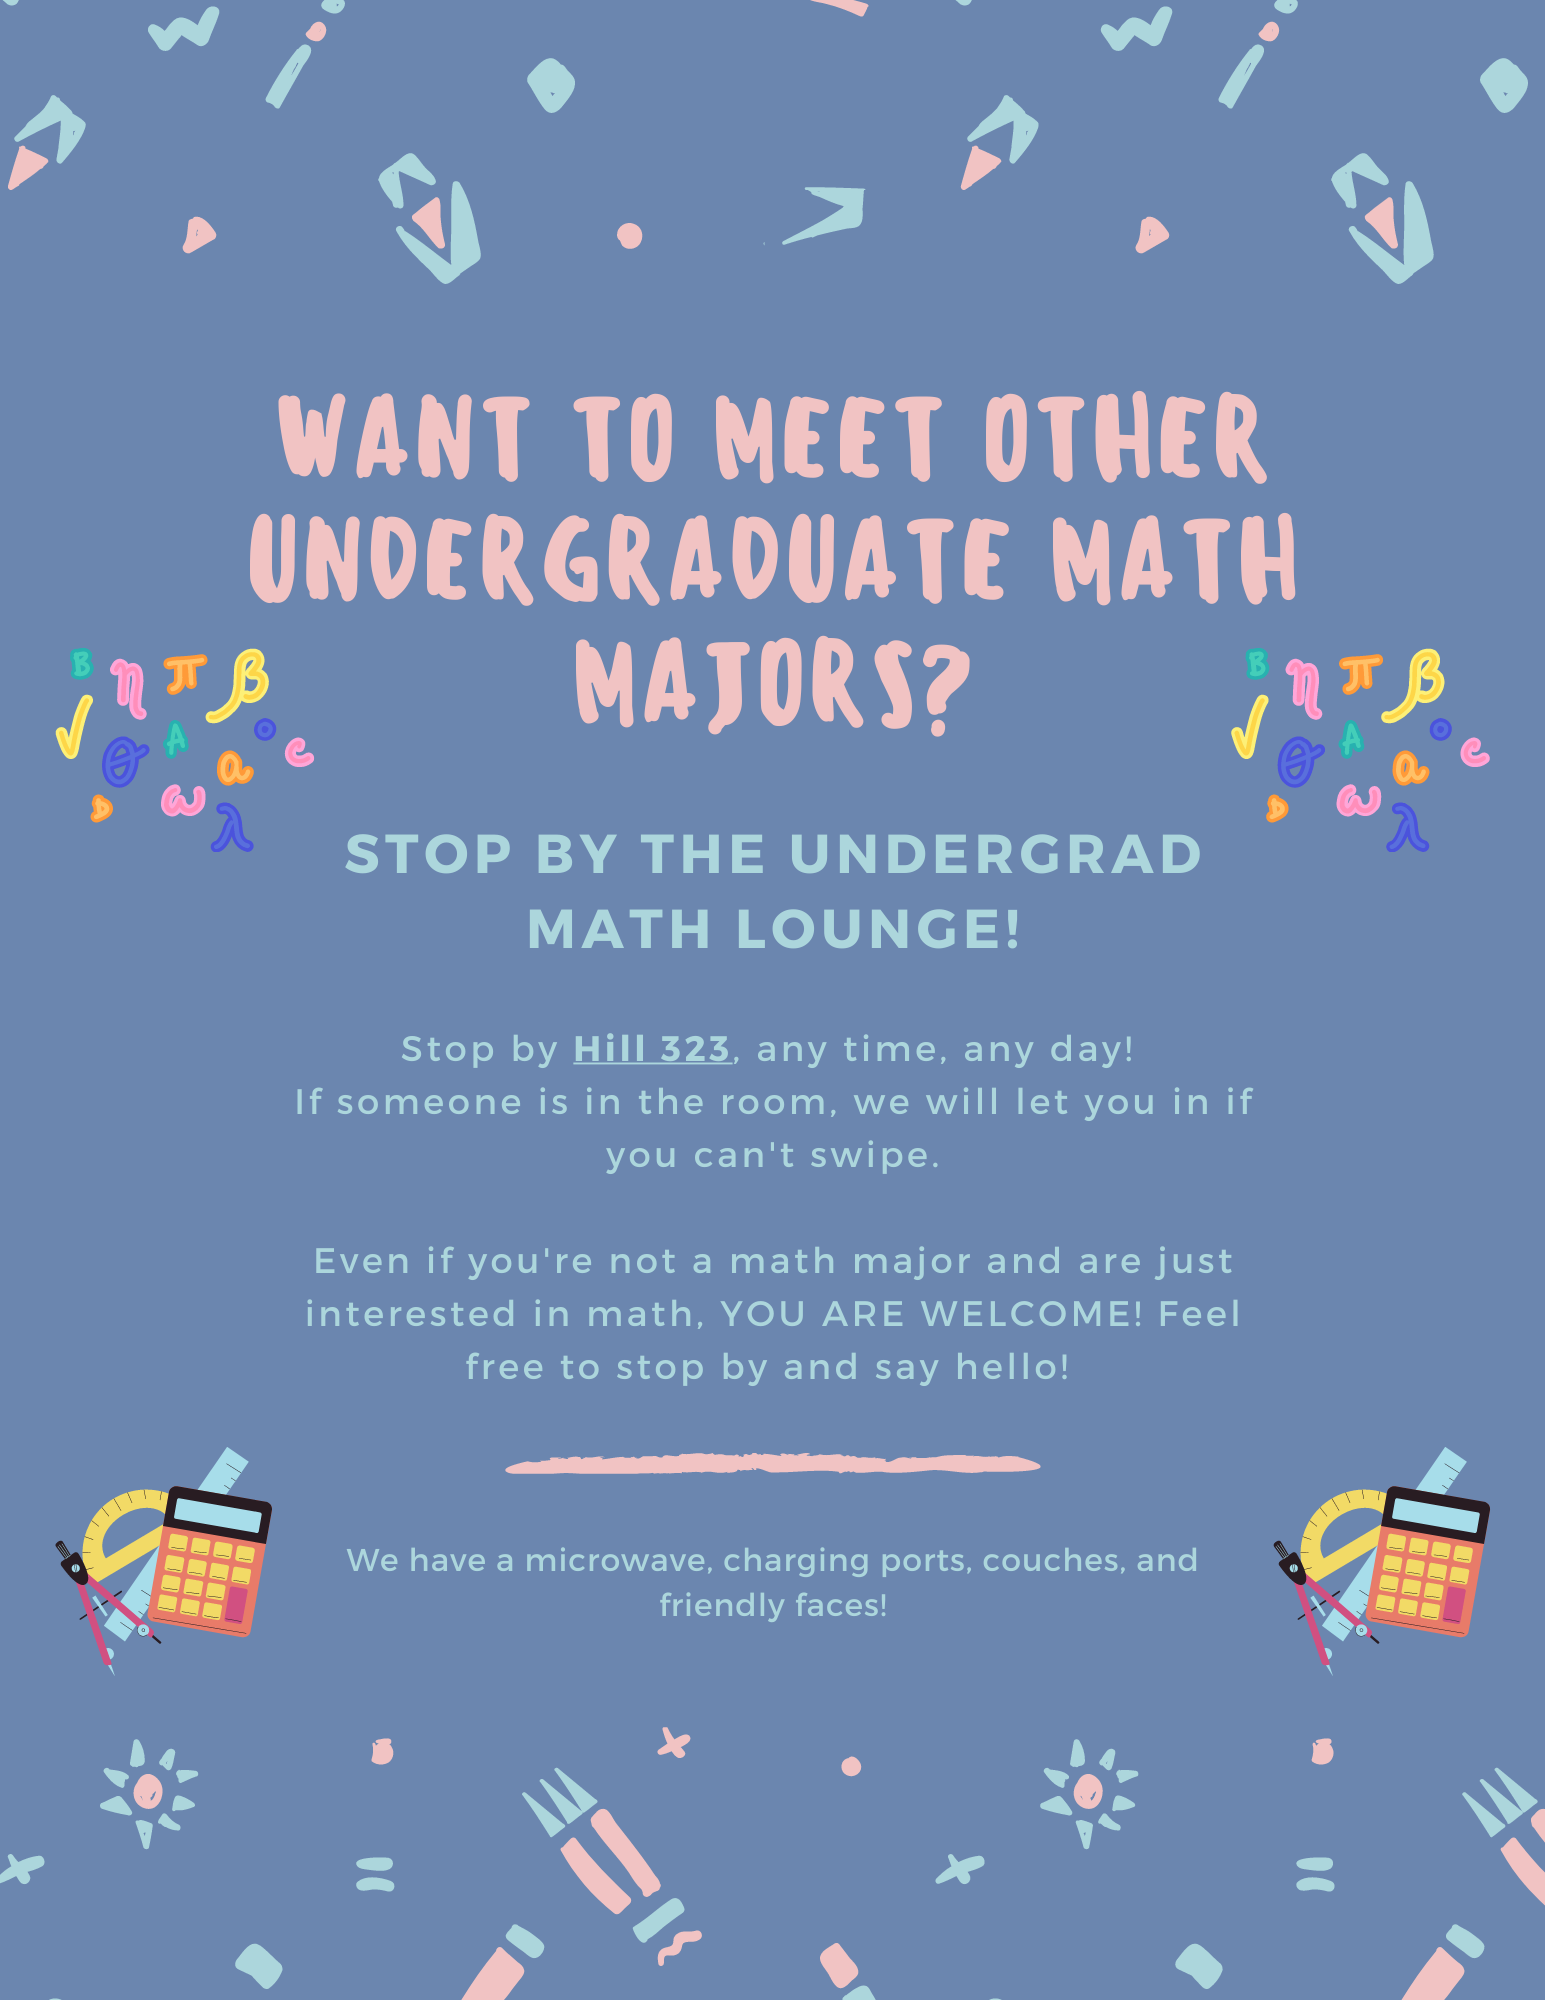 WANT TO MEET OTHER
UNDERGRADUATE MATH
MAJORS?
B η π β
√ θ A a ° c
D ω λ
B η π β
√ θ A a ° c
D ω λ
STOP BY THE UNDERGRAD
MATH LOUNGE!
Stop by Hill 323, any time, any day!
If someone is in the room, we will let you in if
you can't swipe.
Even if you're not a math major and are just
interested in math, YOU ARE WELCOME! Feel
free to stop by and say hello!
We have a microwave, charging ports, couches, and
friendly faces!